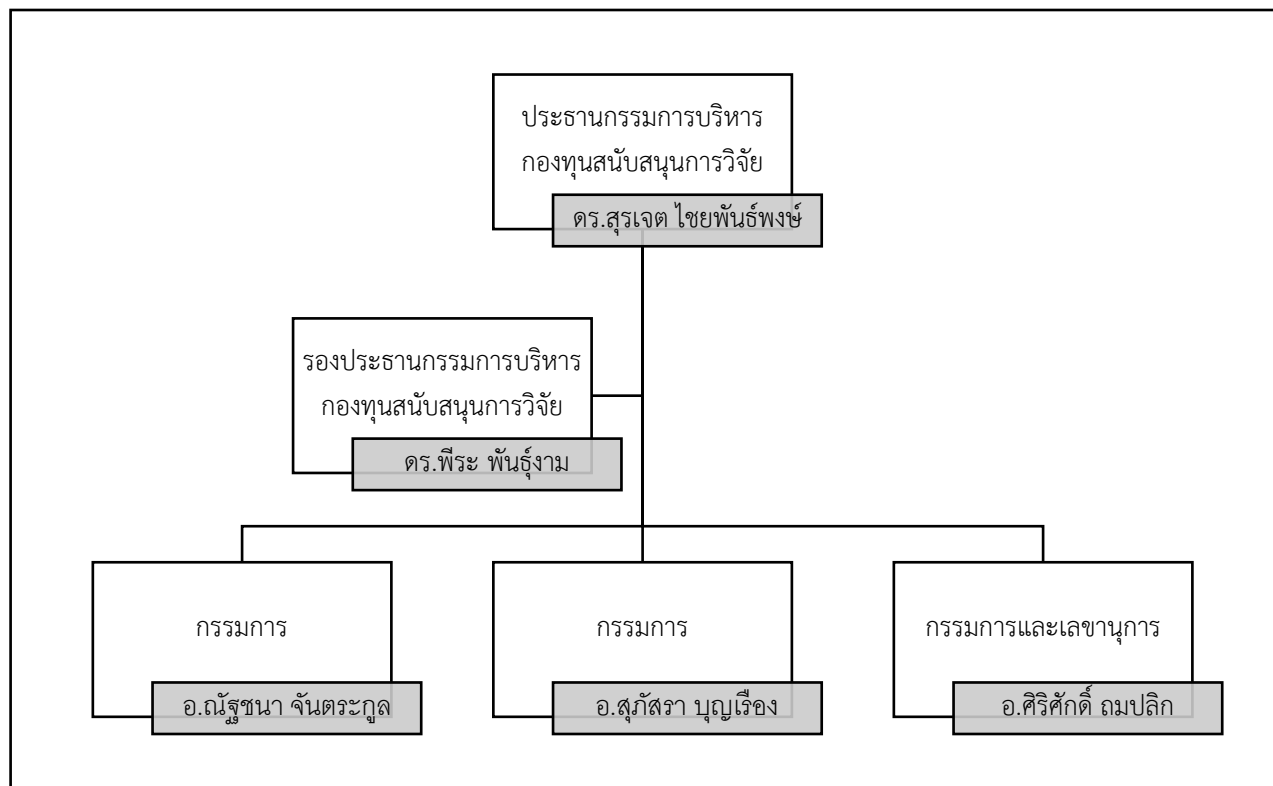 ประธานกรรมการบริหาร
กองทุนสนับสนุนการวิจัย
ดร.สุรเจต ไชยพันธ์พงษ์
รองประธานกรรมการบริหาร
กองทุนสนับสนุนการวิจัย
ดร.พีระ พันธุ์งาม
กรรมการ
อ.ณัฐชนา จันตระกูล
กรรมการ
อ.สุภัสรา บุญเรือง
กรรมการและเลขานุการ
อ.ศิริศักดิ์ ถมปลิก